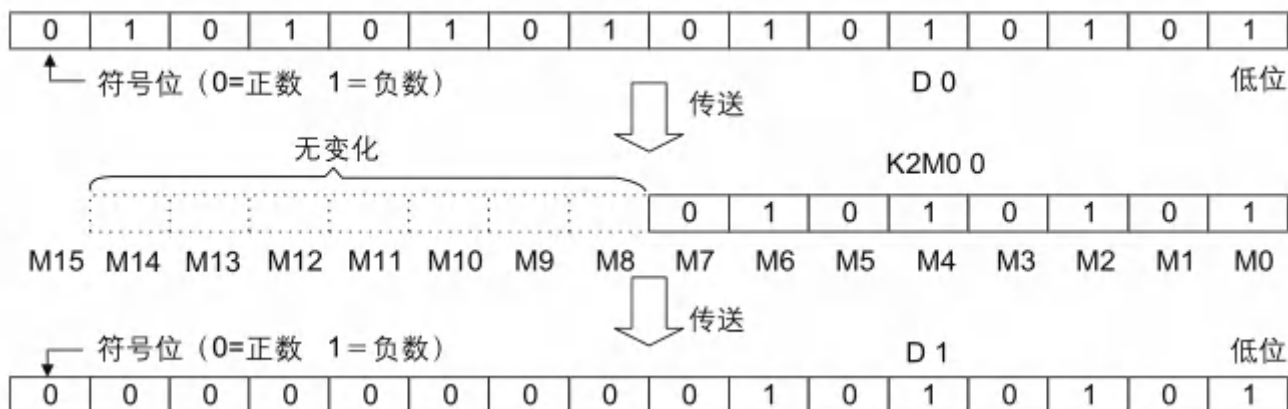 0 1 0 1 0 1 0 1 0 1 0 1 0 1 0 1
符号位（0=正数 1＝负数） D 0 低位
传送
无变化
K2M0 0
0 1 0 1 0 1 0 1
M15 M14 M13 M12 M11 M10 M9 M8 M7 M6 M5 M4 M3 M2 M1 M0
传送
符号位（0=正数 1＝负数） D 1 低位
0 0 0 0 0 0 0 0 0 1 0 1 0 1 0 1